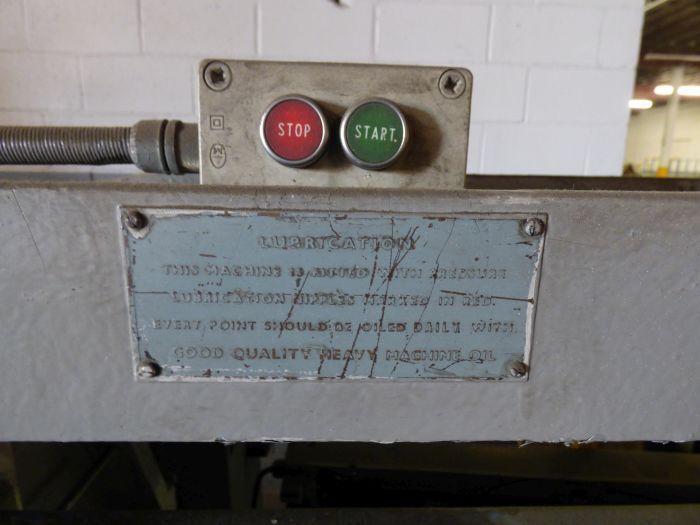 STOP START.
LUBRICATION
THIS MACHINE IS FITTED WITH PRESSURE
LUBRICATION NIPPLES MARKED IN RED.
EVERY POINT SHOULD BE OILED DAILY WITH
GOOD QUALITY HEAVY MACHINE OIL